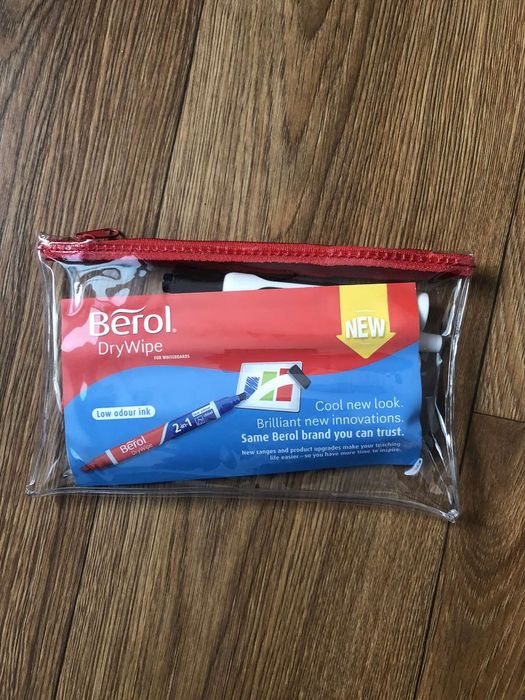 Berol®
DryWipe
FOR WHITEBOARDS
NEW
Low odour ink
Berol
DryWipe
2 in 1
Cool new look.
Brilliant new innovations.
Same Berol brand you can trust.
New ranges and product upgrades make your teaching
life easier – so you have more time to inspire.